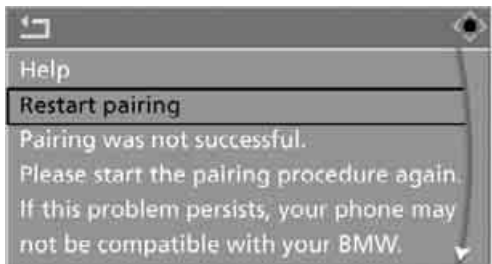 Help
Restart pairing
Pairing was not successful.
Please start the pairing procedure again.
If this problem persists, your phone may
not be compatible with your BMW.